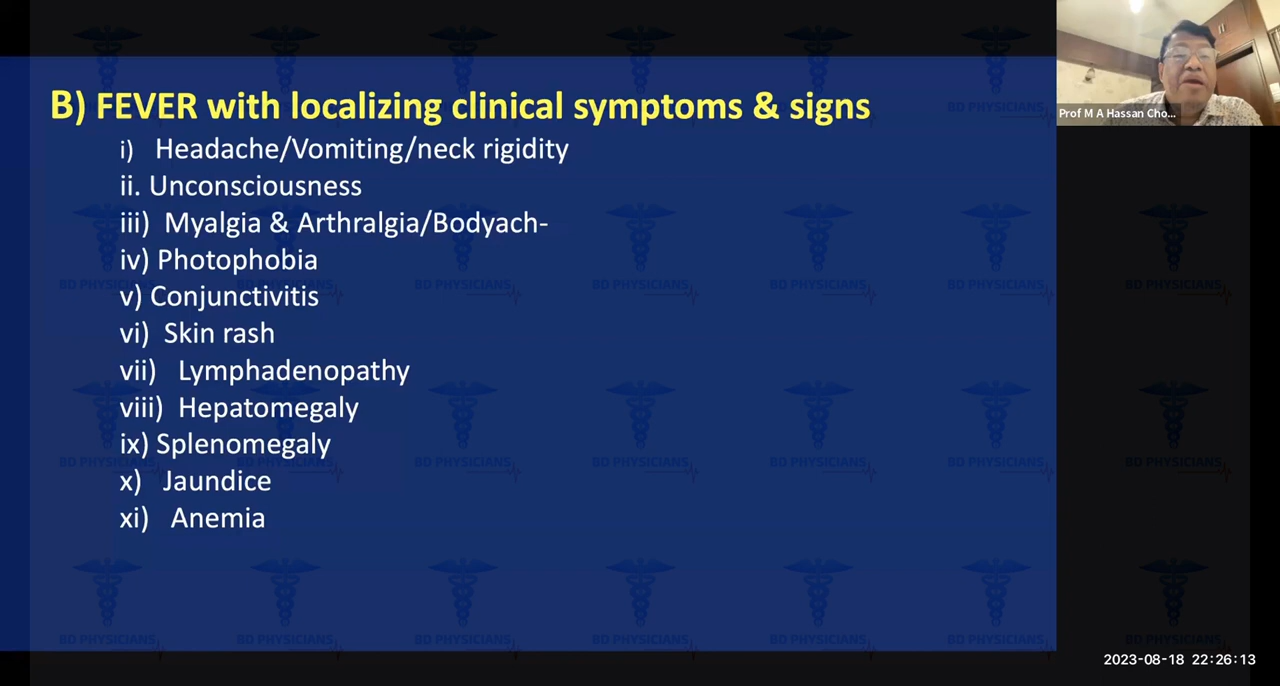 B) FEVER with localizing clinical symptoms & signs
i) Headache/Vomiting/neck rigidity
ii. Unconsciousness
iii) Myalgia & Arthralgia/Bodyach-
iv) Photophobia
v) Conjunctivitis
vi) Skin rash
vii) Lymphadenopathy
viii) Hepatomegaly
ix) Splenomegaly
x) Jaundice
xi) Anemia
Prof M A Hassan Cho...
BD PHYSICIANS
2023-08-18 22:26:13